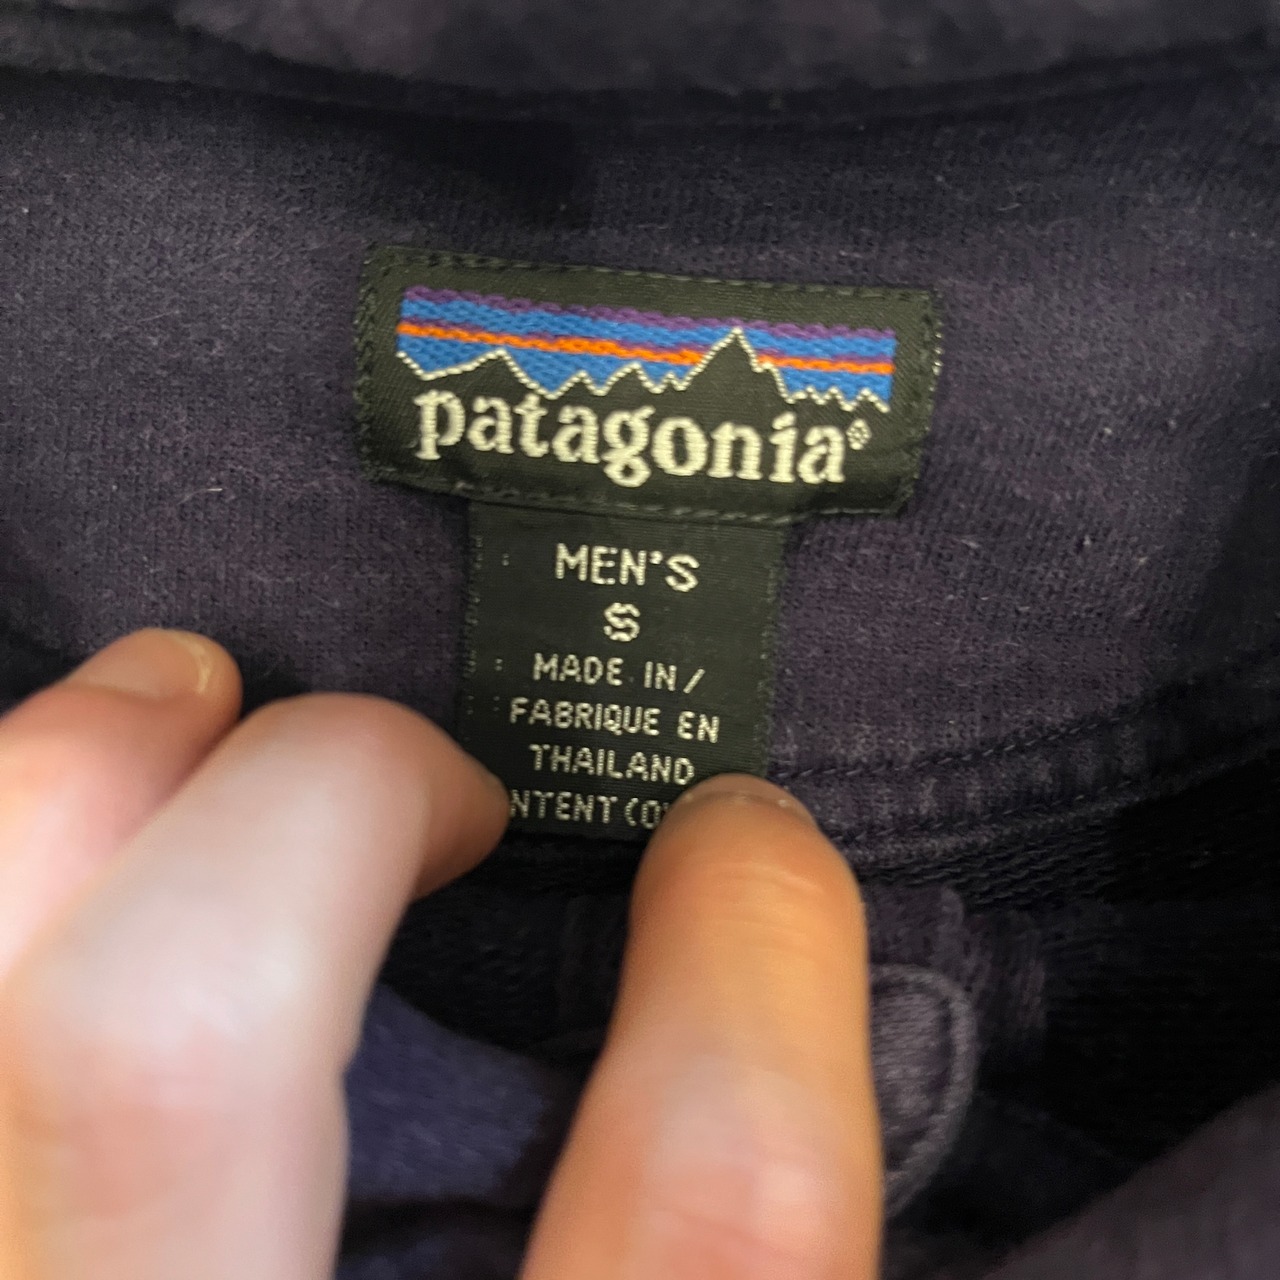 patagonia®
MEN'S
S
MADE IN/
FABRIQUE EN
THAILAND